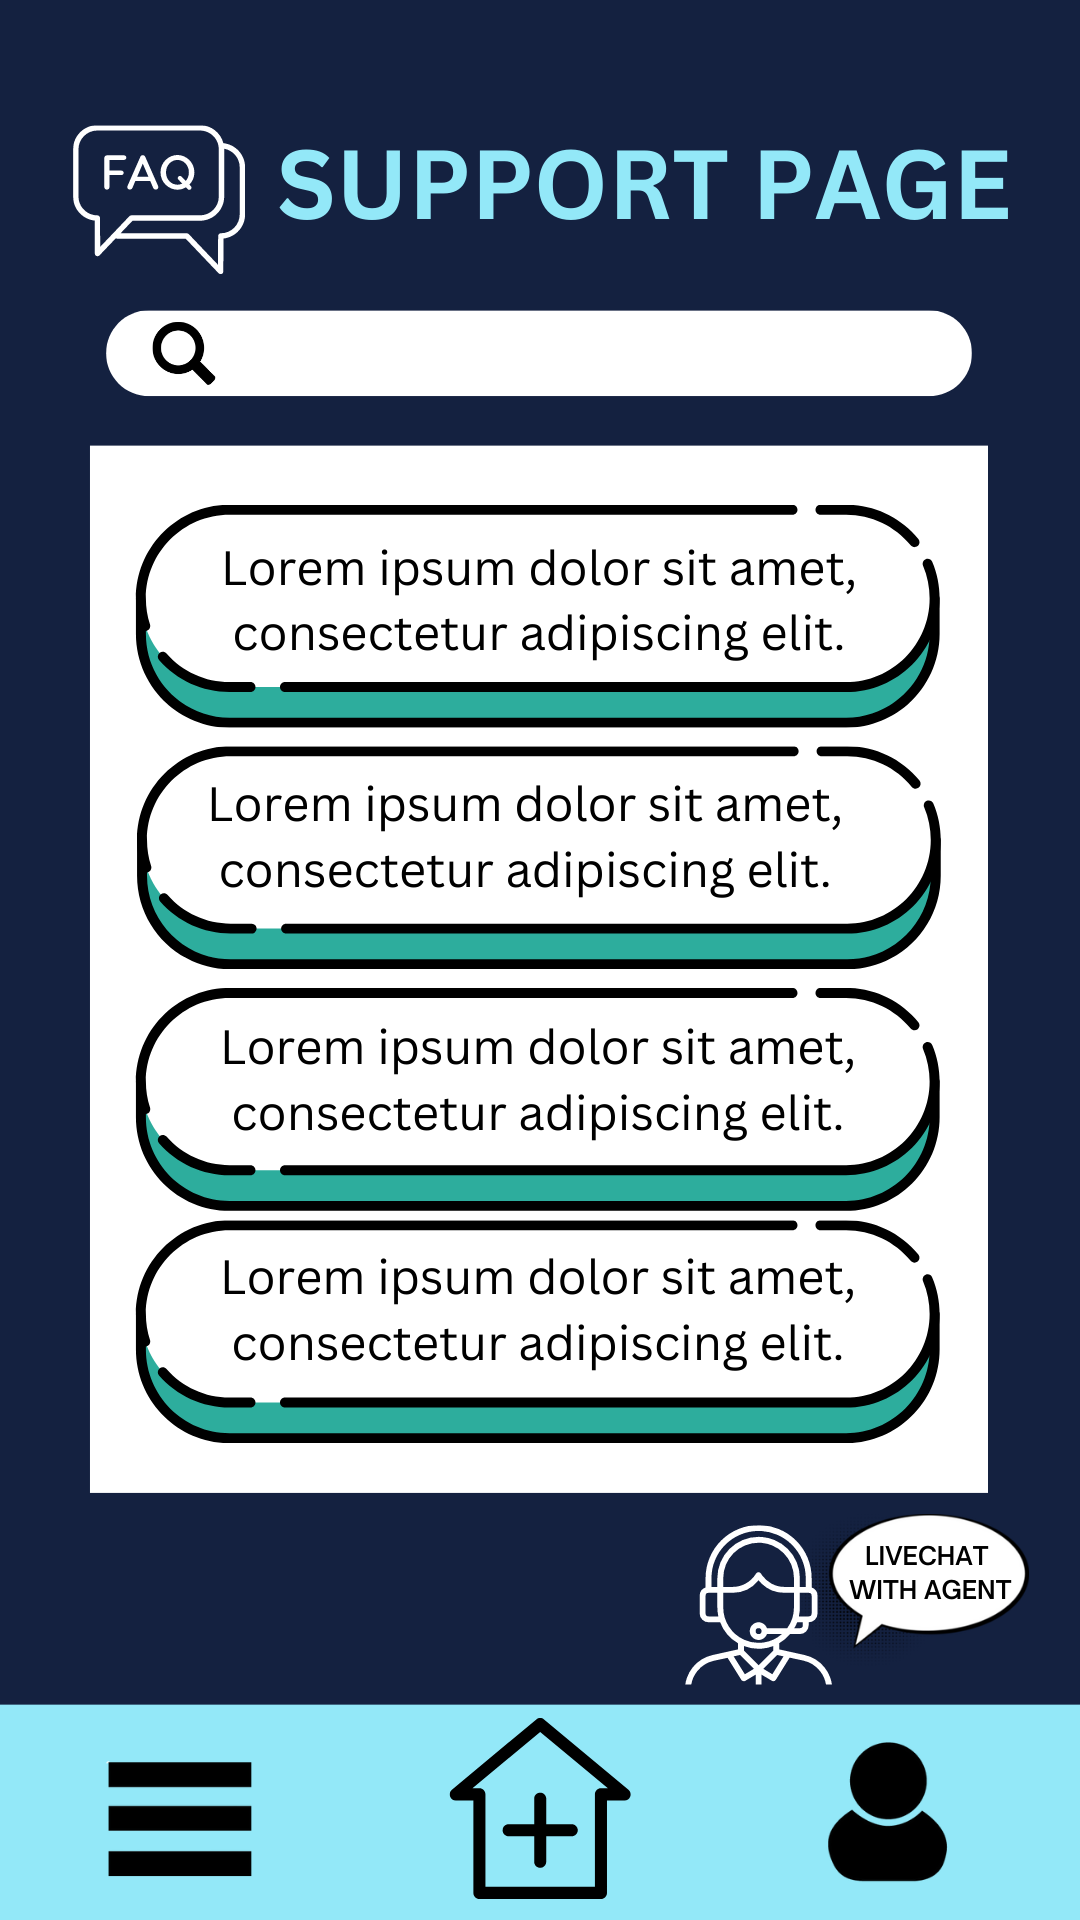 FAQ
SUPPORT PAGE
Lorem ipsum dolor sit amet,
consectetur adipiscing elit.
Lorem ipsum dolor sit amet,
consectetur adipiscing elit.
Lorem ipsum dolor sit amet,
consectetur adipiscing elit.
Lorem ipsum dolor sit amet,
consectetur adipiscing elit.
LIVECHAT
WITH AGENT